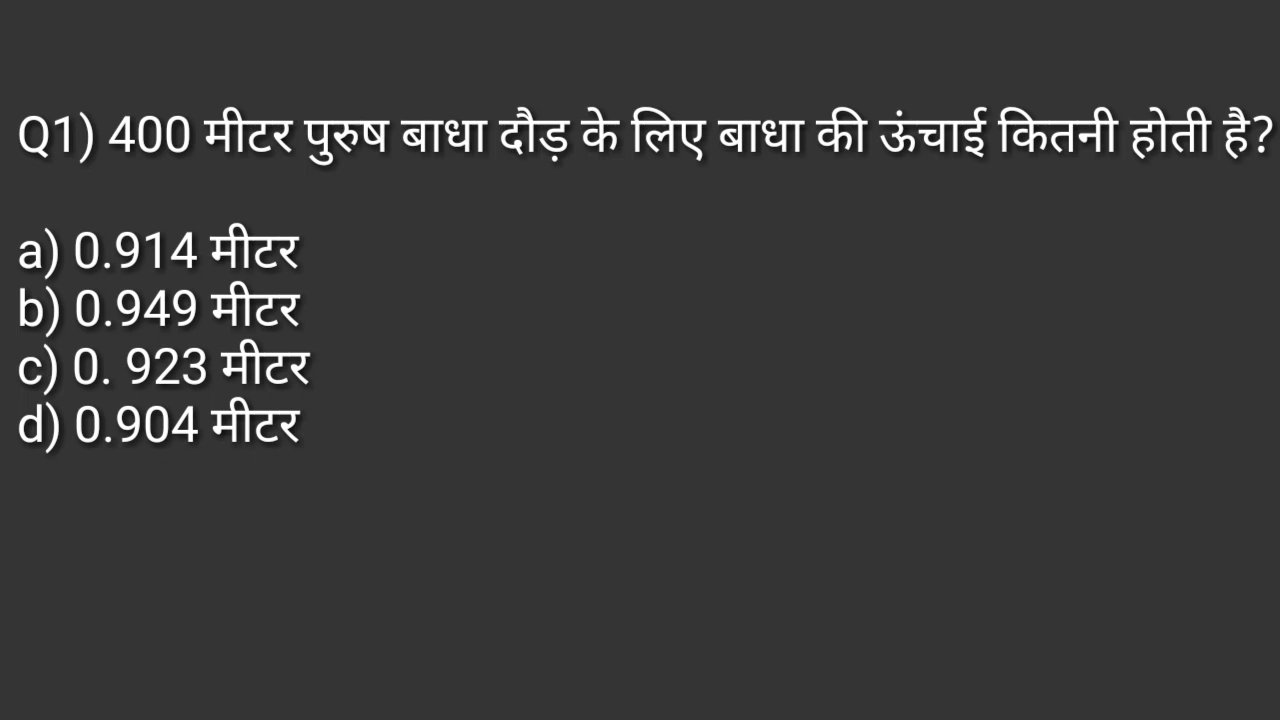 Q1) 400 मीटर पुरुष बाधा दौड़ के लिए बाधा की ऊंचाई कितनी होती है?
a) 0.914 मीटर
b) 0.949 मीटर
c) 0. 923 मीटर
d) 0.904 मीटर